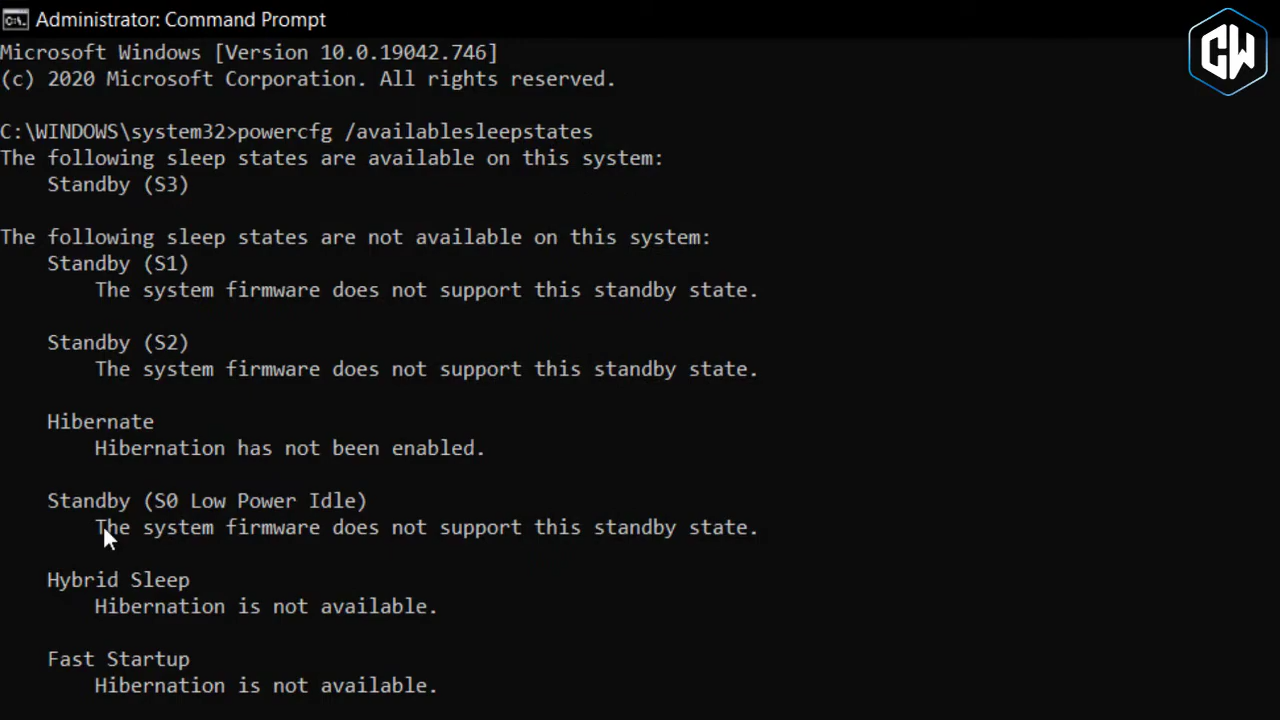 Administrator: Command Prompt
CW
Microsoft Windows [Version 10.0.19042.746]
(c) 2020 Microsoft Corporation. All rights reserved.
C:\WINDOWS\system32>powercfg /availablesleepstates
The following sleep states are available on this system:
Standby (S3)
The following sleep states are not available on this system:
Standby (S1)
The system firmware does not support this standby state.
Standby (S2)
The system firmware does not support this standby state.
Hibernate
Hibernation has not been enabled.
Standby (S0 Low Power Idle)
The system firmware does not support this standby state.
Hybrid Sleep
Hibernation is not available.
Fast Startup
Hibernation is not available.